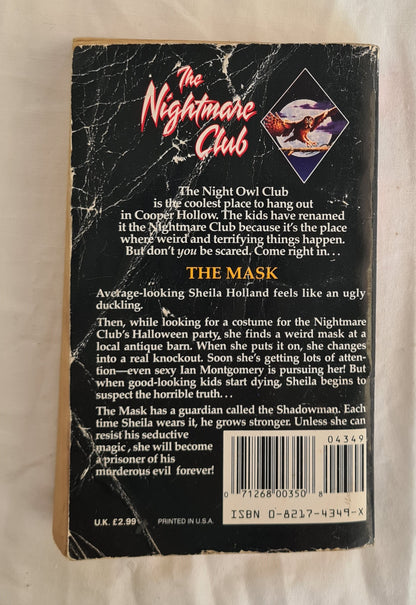 The
Nightmare
Club
The Night Owl Club
is the coolest place to hang out
in Cooper Hollow. The kids have renamed
it the Nightmare Club because it's the place
where weird and terrifying things happen.
But don't you be scared. Come right in...
THE MASK
Average-looking Sheila Holland feels like an ugly
duckling.
Then, while looking for a costume for the Nightmare
Club's Halloween party, she finds a weird mask at a
local antique barn. When she puts it on, she changes
into a real knockout. Soon she's getting lots of atten-
tion—even sexy Ian Montgomery is pursuing her! But
when good-looking kids start dying, Sheila begins to
suspect the horrible truth...
The Mask has a guardian called the Shadowman. Each
time Sheila wears it, he grows stronger. Unless she can
resist his seductive
magic, she will become
a prisoner of his
murderous evil forever!
04349
0 71268 00350 8
ISBN 0-8217-4349-X
U.K. £2.99 PRINTED IN U.S.A.